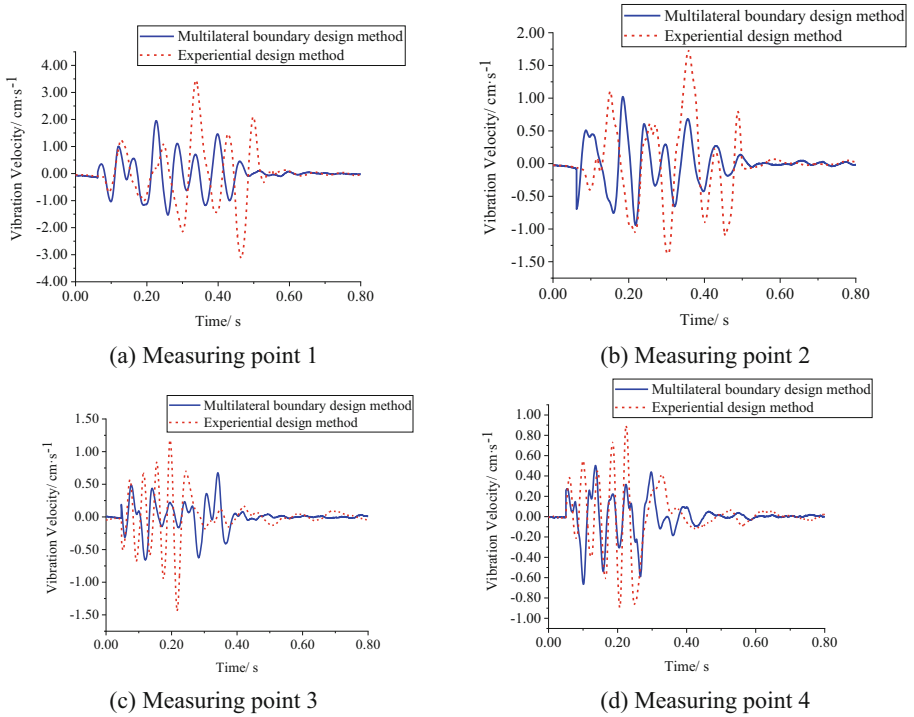 Multilateral boundary design method
Experiential design method
Vibration Velocity/ cm·s⁻¹
4.00
3.00
2.00
1.00
0.00
-1.00
-2.00
-3.00
-4.00
0.00 0.20 0.40 0.60 0.80
Time/ s
(a) Measuring point 1
Multilateral boundary design method
Experiential design method
Vibration Velocity/ cm·s⁻¹
2.00
1.50
1.00
0.50
0.00
-0.50
-1.00
-1.50
0.00 0.20 0.40 0.60 0.80
Time/ s
(b) Measuring point 2
Multilateral boundary design method
Experiential design method
Vibration Velocity/ cm·s⁻¹
1.50
1.00
0.50
0.00
-0.50
-1.00
-1.50
0.00 0.20 0.40 0.60 0.80
Time/ s
(c) Measuring point 3
Multilateral boundary design method
Experiential design method
Vibration Velocity/ cm·s⁻¹
1.00
0.80
0.60
0.40
0.20
0.00
-0.20
-0.40
-0.60
-0.80
-1.00
0.00 0.20 0.40 0.60 0.80
Time/ s
(d) Measuring point 4